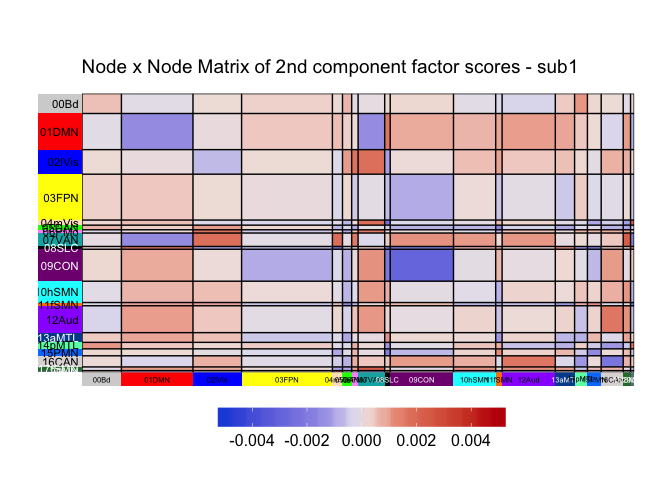 Node x Node Matrix of 2nd component factor scores - sub1
00Bd
01DMN
02lVis
03FPN
04mVis
07VAN
08SLC
09CON
10hSMN
11fSMN
12Aud
13aMTL
14pMTL
15PMN
16CAN
00Bd 01DMN 03FPN 09CON 10hSMN 12Aud 13aMTL
-0.004 -0.002 0.000 0.002 0.004